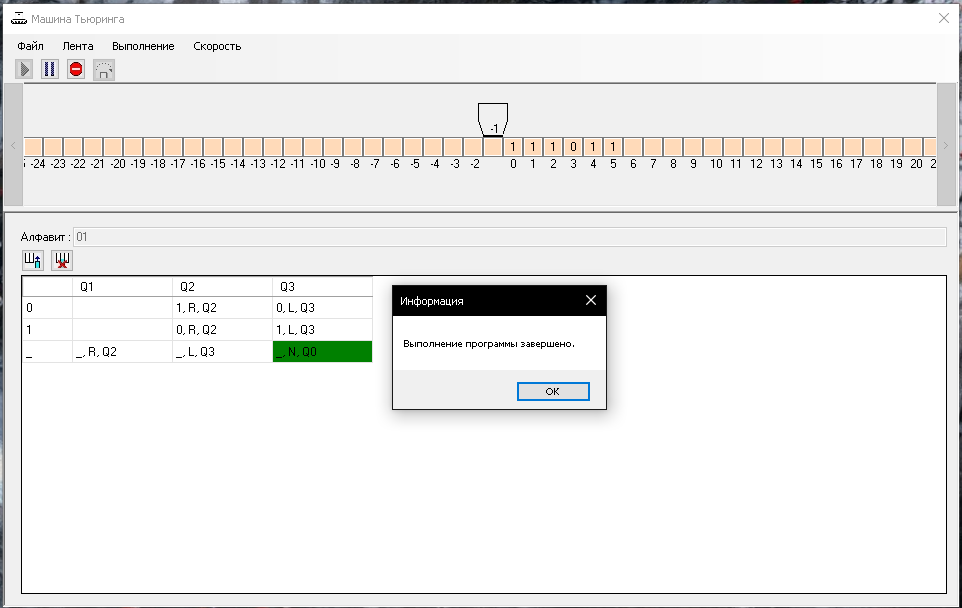 Машина Тьюринга
Файл Лента Выполнение Скорость
-1
1 1 1 0 1 1
-24 -23 -22 -21 -20 -19 -18 -17 -16 -15 -14 -13 -12 -11 -10 -9 -8 -7 -6 -5 -4 -3 -2 0 1 2 3 4 5 6 7 8 9 10 11 12 13 14 15 16 17 18 19 20 2
Алфавит : 01
Q1 Q2 Q3
0 1, R, Q2 0, L, Q3
1 0, R, Q2 1, L, Q3
_ _, R, Q2 _, L, Q3 _, N, Q0
Информация
Выполнение программы завершено.
OK